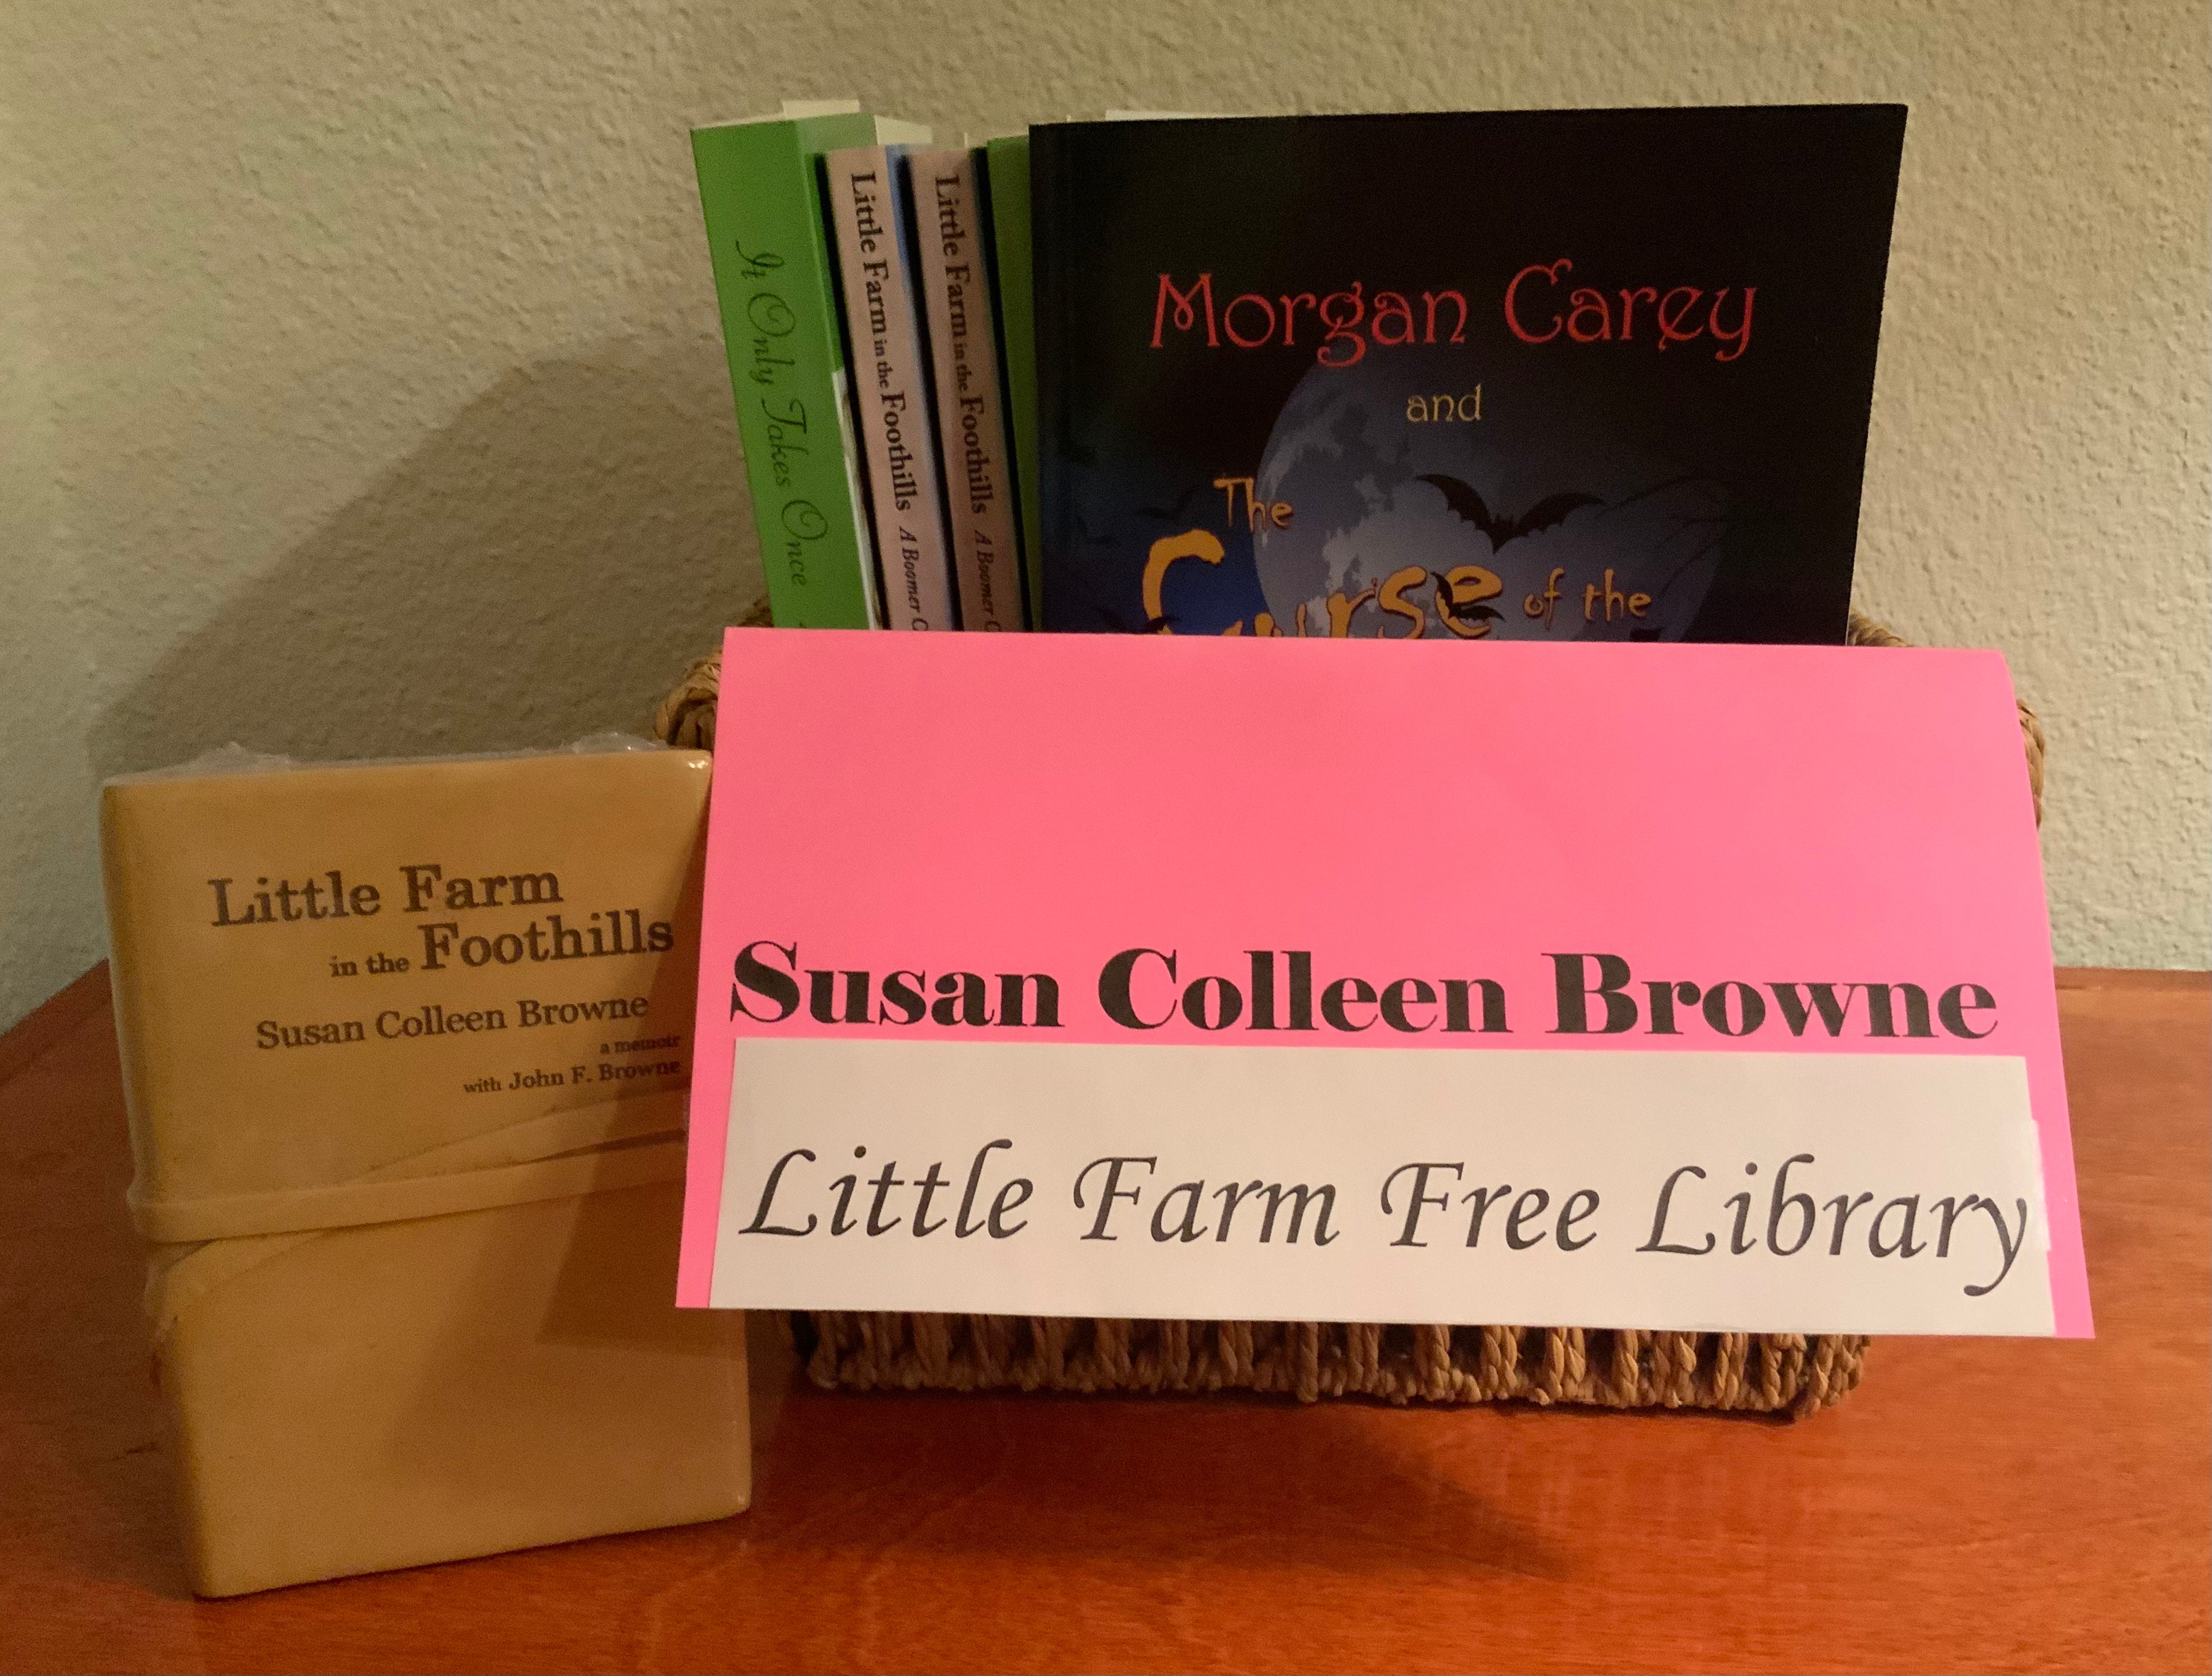 It Only Takes Once
Little Farm in the Foothills A Boomer C
Little Farm in the Foothills A Boomer C
Morgan Carey
and
The
Curse of the
Little Farm
in the Foothills
Susan Colleen Browne
a memoir
with John F. Browne
Susan Colleen Browne
Little Farm Free Library